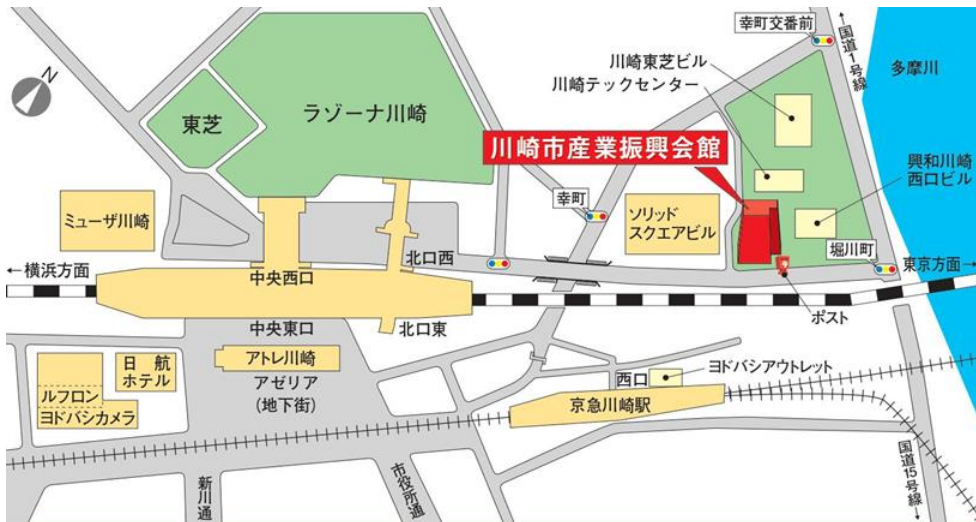 N
東芝
ラゾーナ川崎
幸町交番前
←国道1号線
多摩川
川崎東芝ビル
川崎テックセンター
川崎市産業振興会館
興和川崎
西口ビル
ミューザ川崎
幸町
ソリッド
スクエアビル
堀川町
←横浜方面
中央西口
北口西
東京方面→
ポスト
中央東口
北口東
アトレ川崎
日航
ホテル
アゼリア
(地下街)
ルフロン
ヨドバシカメラ
西口
ヨドバシアウトレット
京急川崎駅
新川通
市役所通
国道15号線→